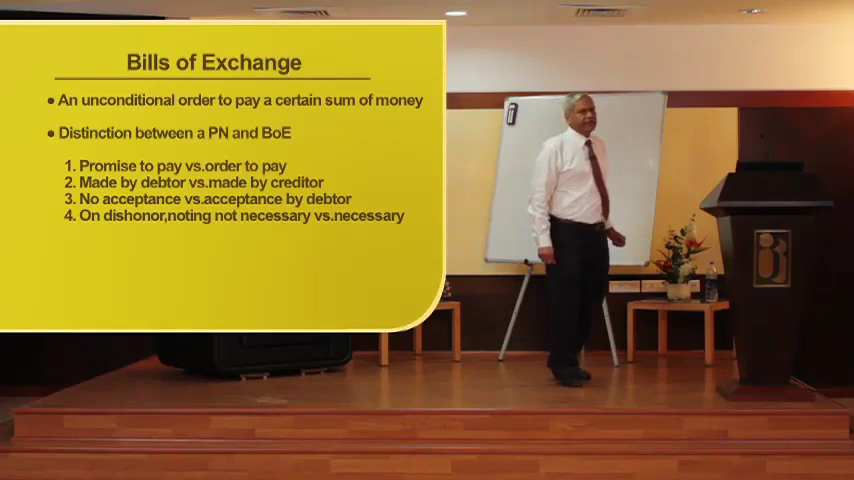 Bills of Exchange
● An unconditional order to pay a certain sum of money
● Distinction between a PN and BoE
1. Promise to pay vs.order to pay
2. Made by debtor vs.made by creditor
3. No acceptance vs.acceptance by debtor
4. On dishonor,noting not necessary vs.necessary